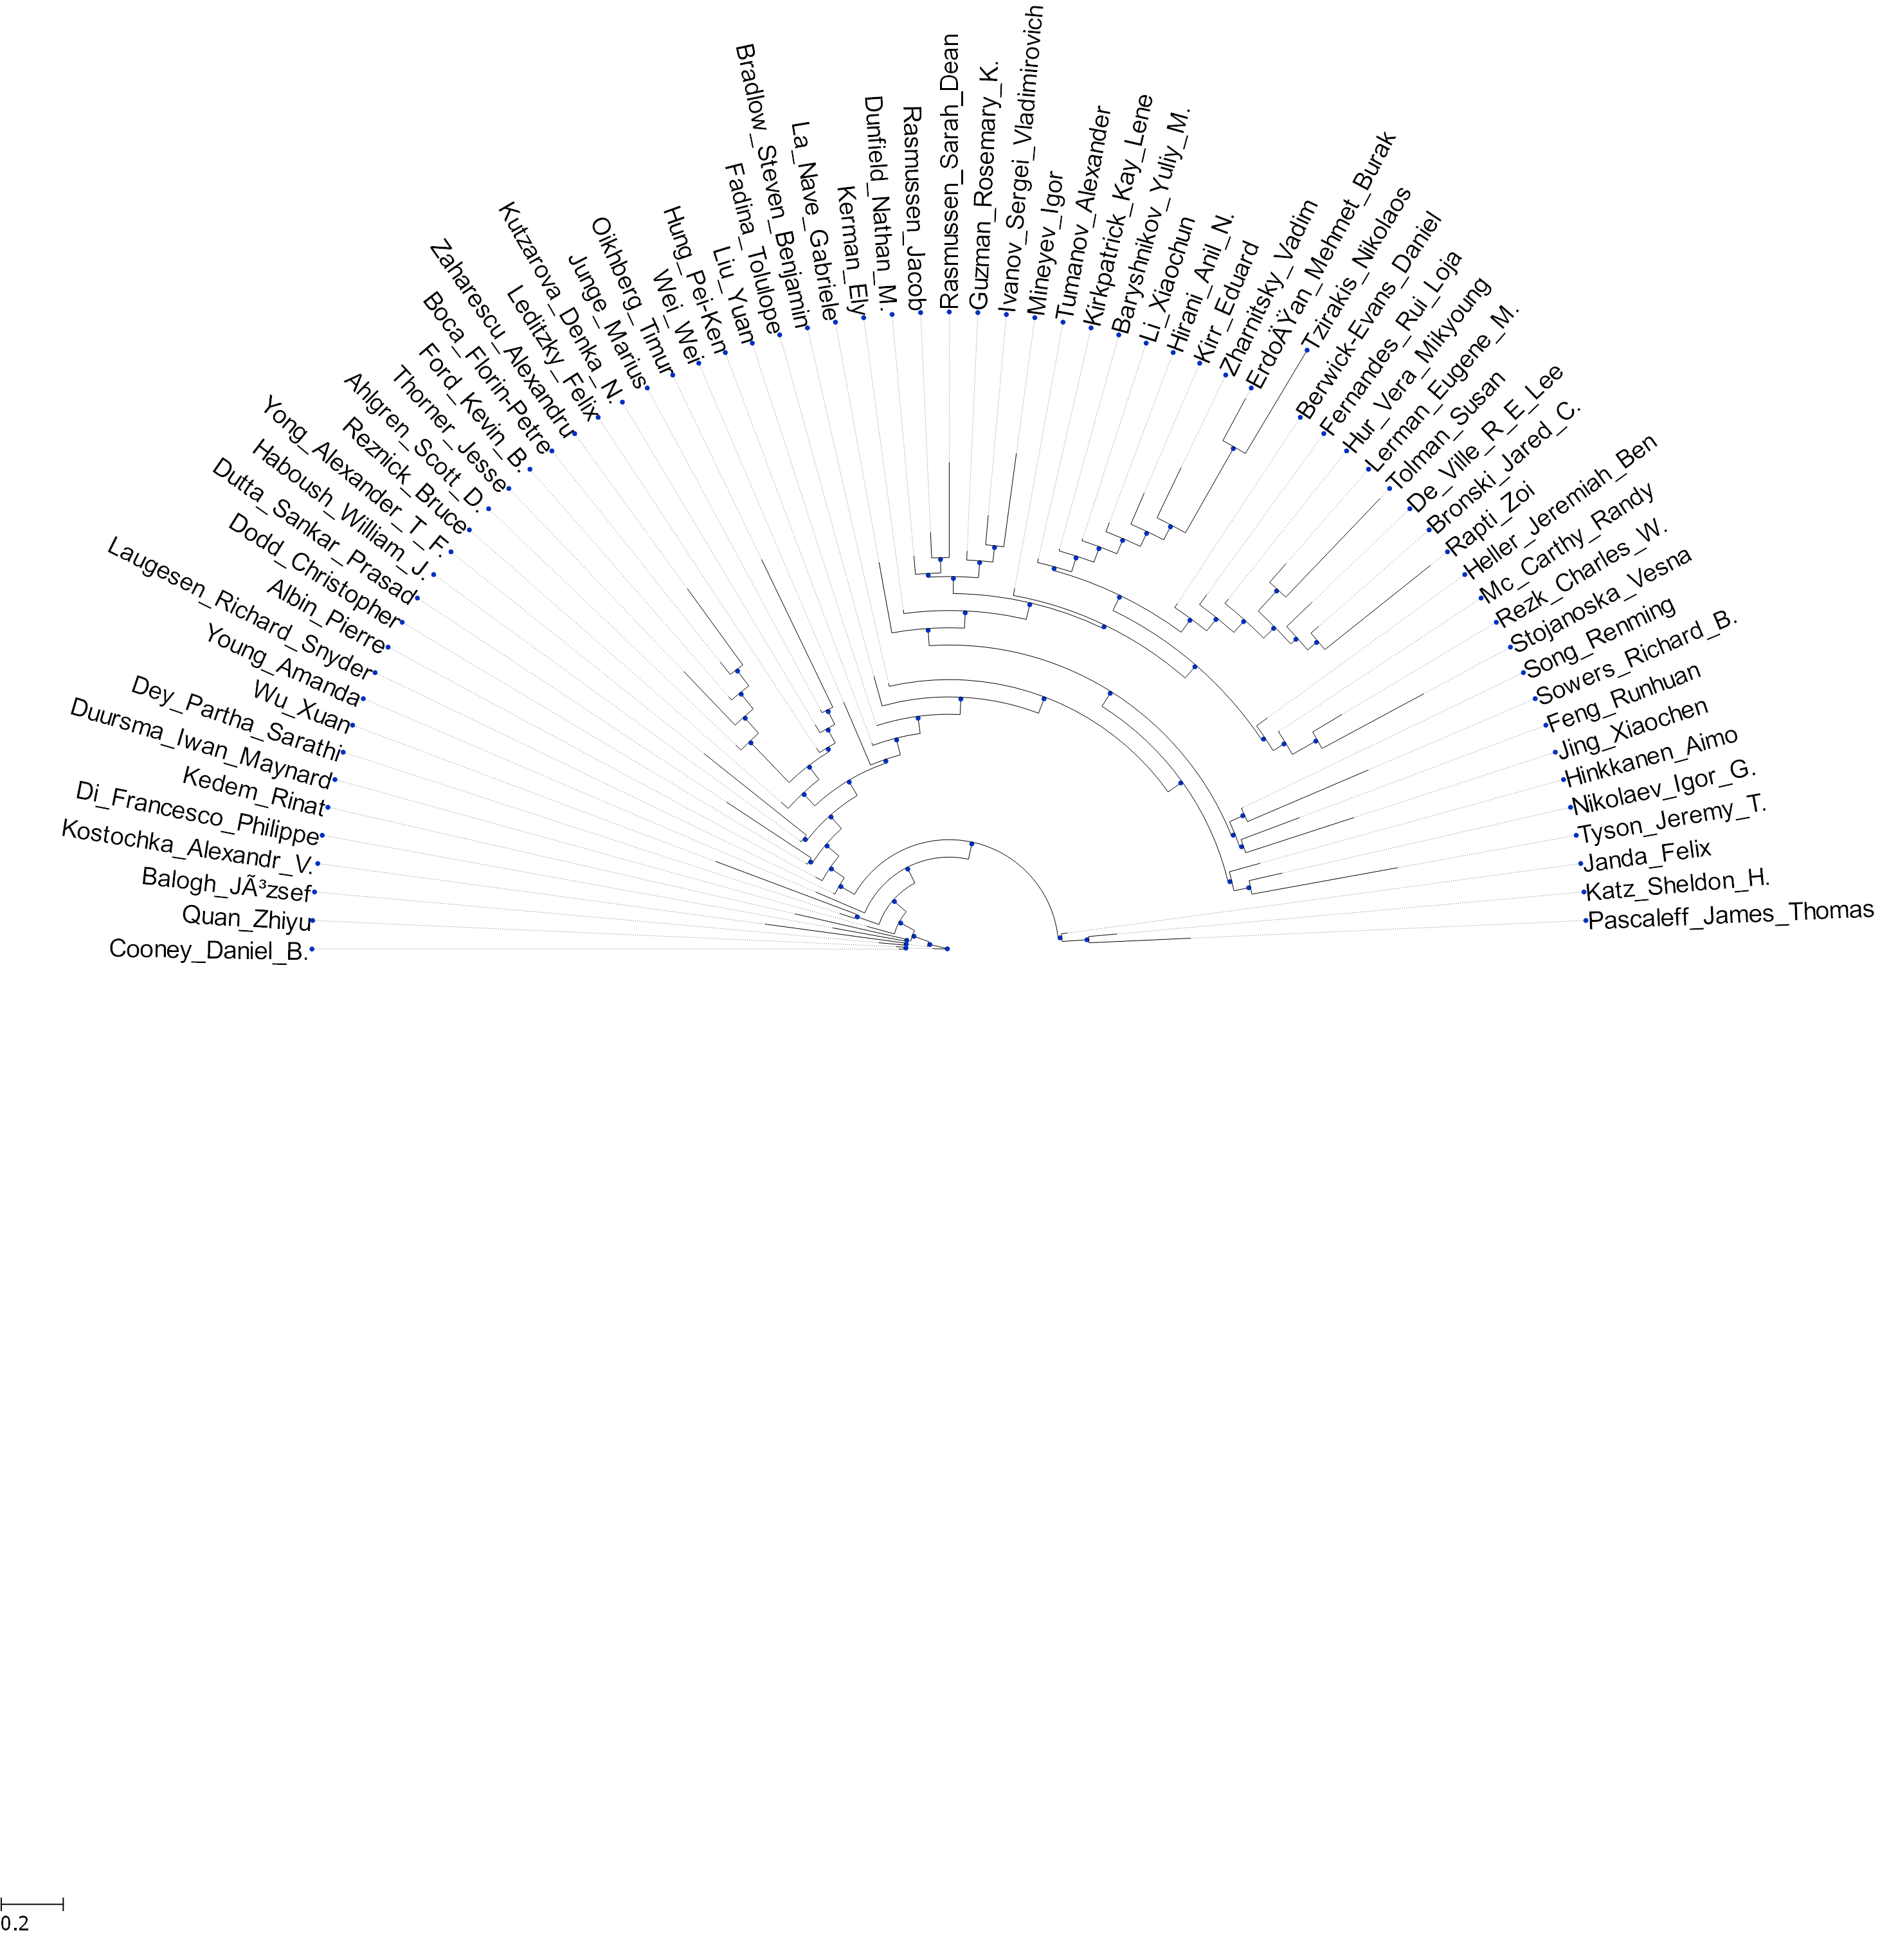 Cooney_Daniel_B.
Quan_Zhiyu
Balogh_JÃ³zsef
Kostochka_Alexandr_V.
Di_Francesco_Philippe
Kedem_Rinat
Duursma_Iwan_Maynard
Dey_Partha_Sarathi
Wu_Xuan
Young_Amanda
Laugesen_Richard_Snyder
Albin_Pierre
Dodd_Christopher
Dutta_Sankar_Prasad
Haboush_William_J.
Yong_Alexander_T_F.
Reznick_Bruce
Ahlgren_Scott_D.
Thorner_Jesse
Ford_Kevin_B.
Boca_Florin-Petre
Zaharescu_Alexandru
Leditzky_Felix
Kutzarova_Denka_N.
Junge_Marius
Oikhberg_Timur
Wei_Wei
Hung_Pei-Ken
Liu_Yuan
Fadina_Tolulope
Bradlow_Steven_Benjamin
La_Nave_Gabriele
Kerman_Ely
Dunfield_Nathan_M.
Rasmussen_Jacob
Rasmussen_Sarah_Dean
Guzman_Rosemary_K.
Ivanov_Sergei_Vladimirovich
Mineyev_Igor
Tumanov_Alexander
Kirkpatrick_Kay_Lene
Baryshnikov_Yuliy_M.
Li_Xiaochun
Hirani_Anil_N.
Kirr_Eduard
Zharnitsky_Vadim
ErdoÄŸan_Mehmet_Burak
Tzirakis_Nikolaos
Berwick-Evans_Daniel
Fernandes_Rui_Loja
Hur_Vera_Mikyoung
Lerman_Eugene_M.
Tolman_Susan
De_Ville_R_E_Lee
Bronski_Jared_C.
Rapti_Zoi
Heller_Jeremiah_Ben
Mc_Carthy_Randy
Rezk_Charles_W.
Stojanoska_Vesna
Song_Renming
Sowers_Richard_B.
Feng_Runhuan
Jing_Xiaochen
Hinkkanen_Aimo
Nikolaev_Igor_G.
Tyson_Jeremy_T.
Janda_Felix
Katz_Sheldon_H.
Pascaleff_James_Thomas
0.2